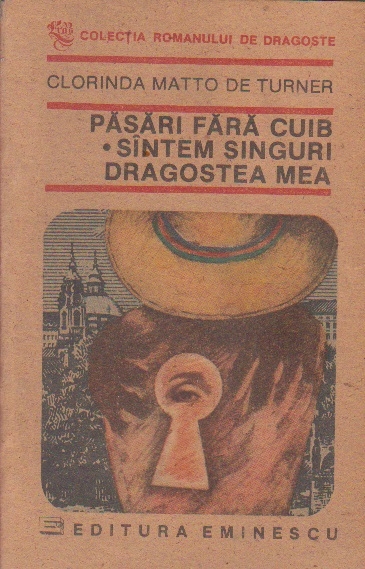 COLECȚIA ROMANULUI DE DRAGOSTE
CLORINDA MATTO DE TURNER
PĂSĂRI FĂRĂ CUIB
• SÎNTEM SINGURI
DRAGOSTEA MEA
EDITURA EMINESCU